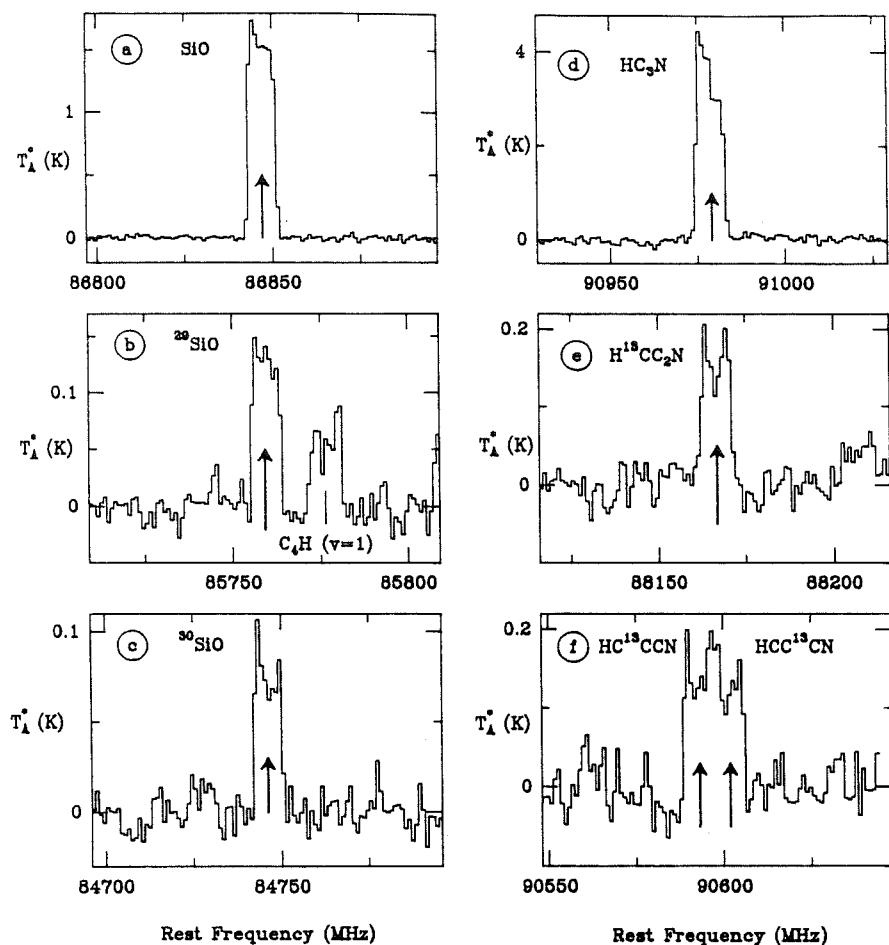 a SiO
1
T*A (K)
0
86800 86850
d HC3N
4
T*A (K)
0
90950 91000
b 29SiO
0.1
T*A (K)
0
C4H (v=1)
85750 85800
e H13CC2N
0.2
T*A (K)
0
88150 88200
c 30SiO
0.1
T*A (K)
0
84700 84750
Rest Frequency (MHz)
f HC13CCN HCC13CN
0.2
T*A (K)
0
90550 90600
Rest Frequency (MHz)